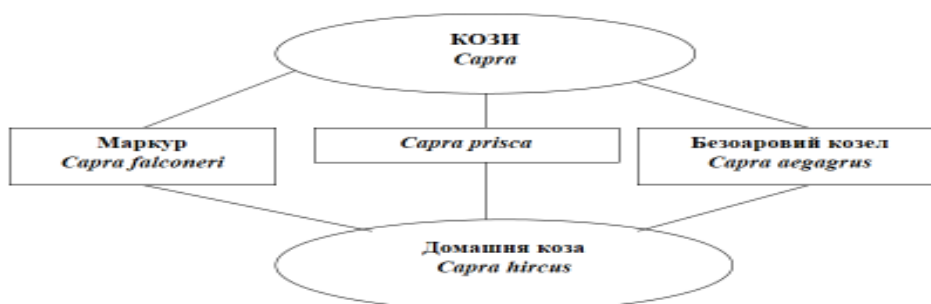 КОЗИ
Capra
Маркур
Capra falconeri
Capra prisca
Безоаровий козел
Capra aegagrus
Домашня коза
Capra hircus